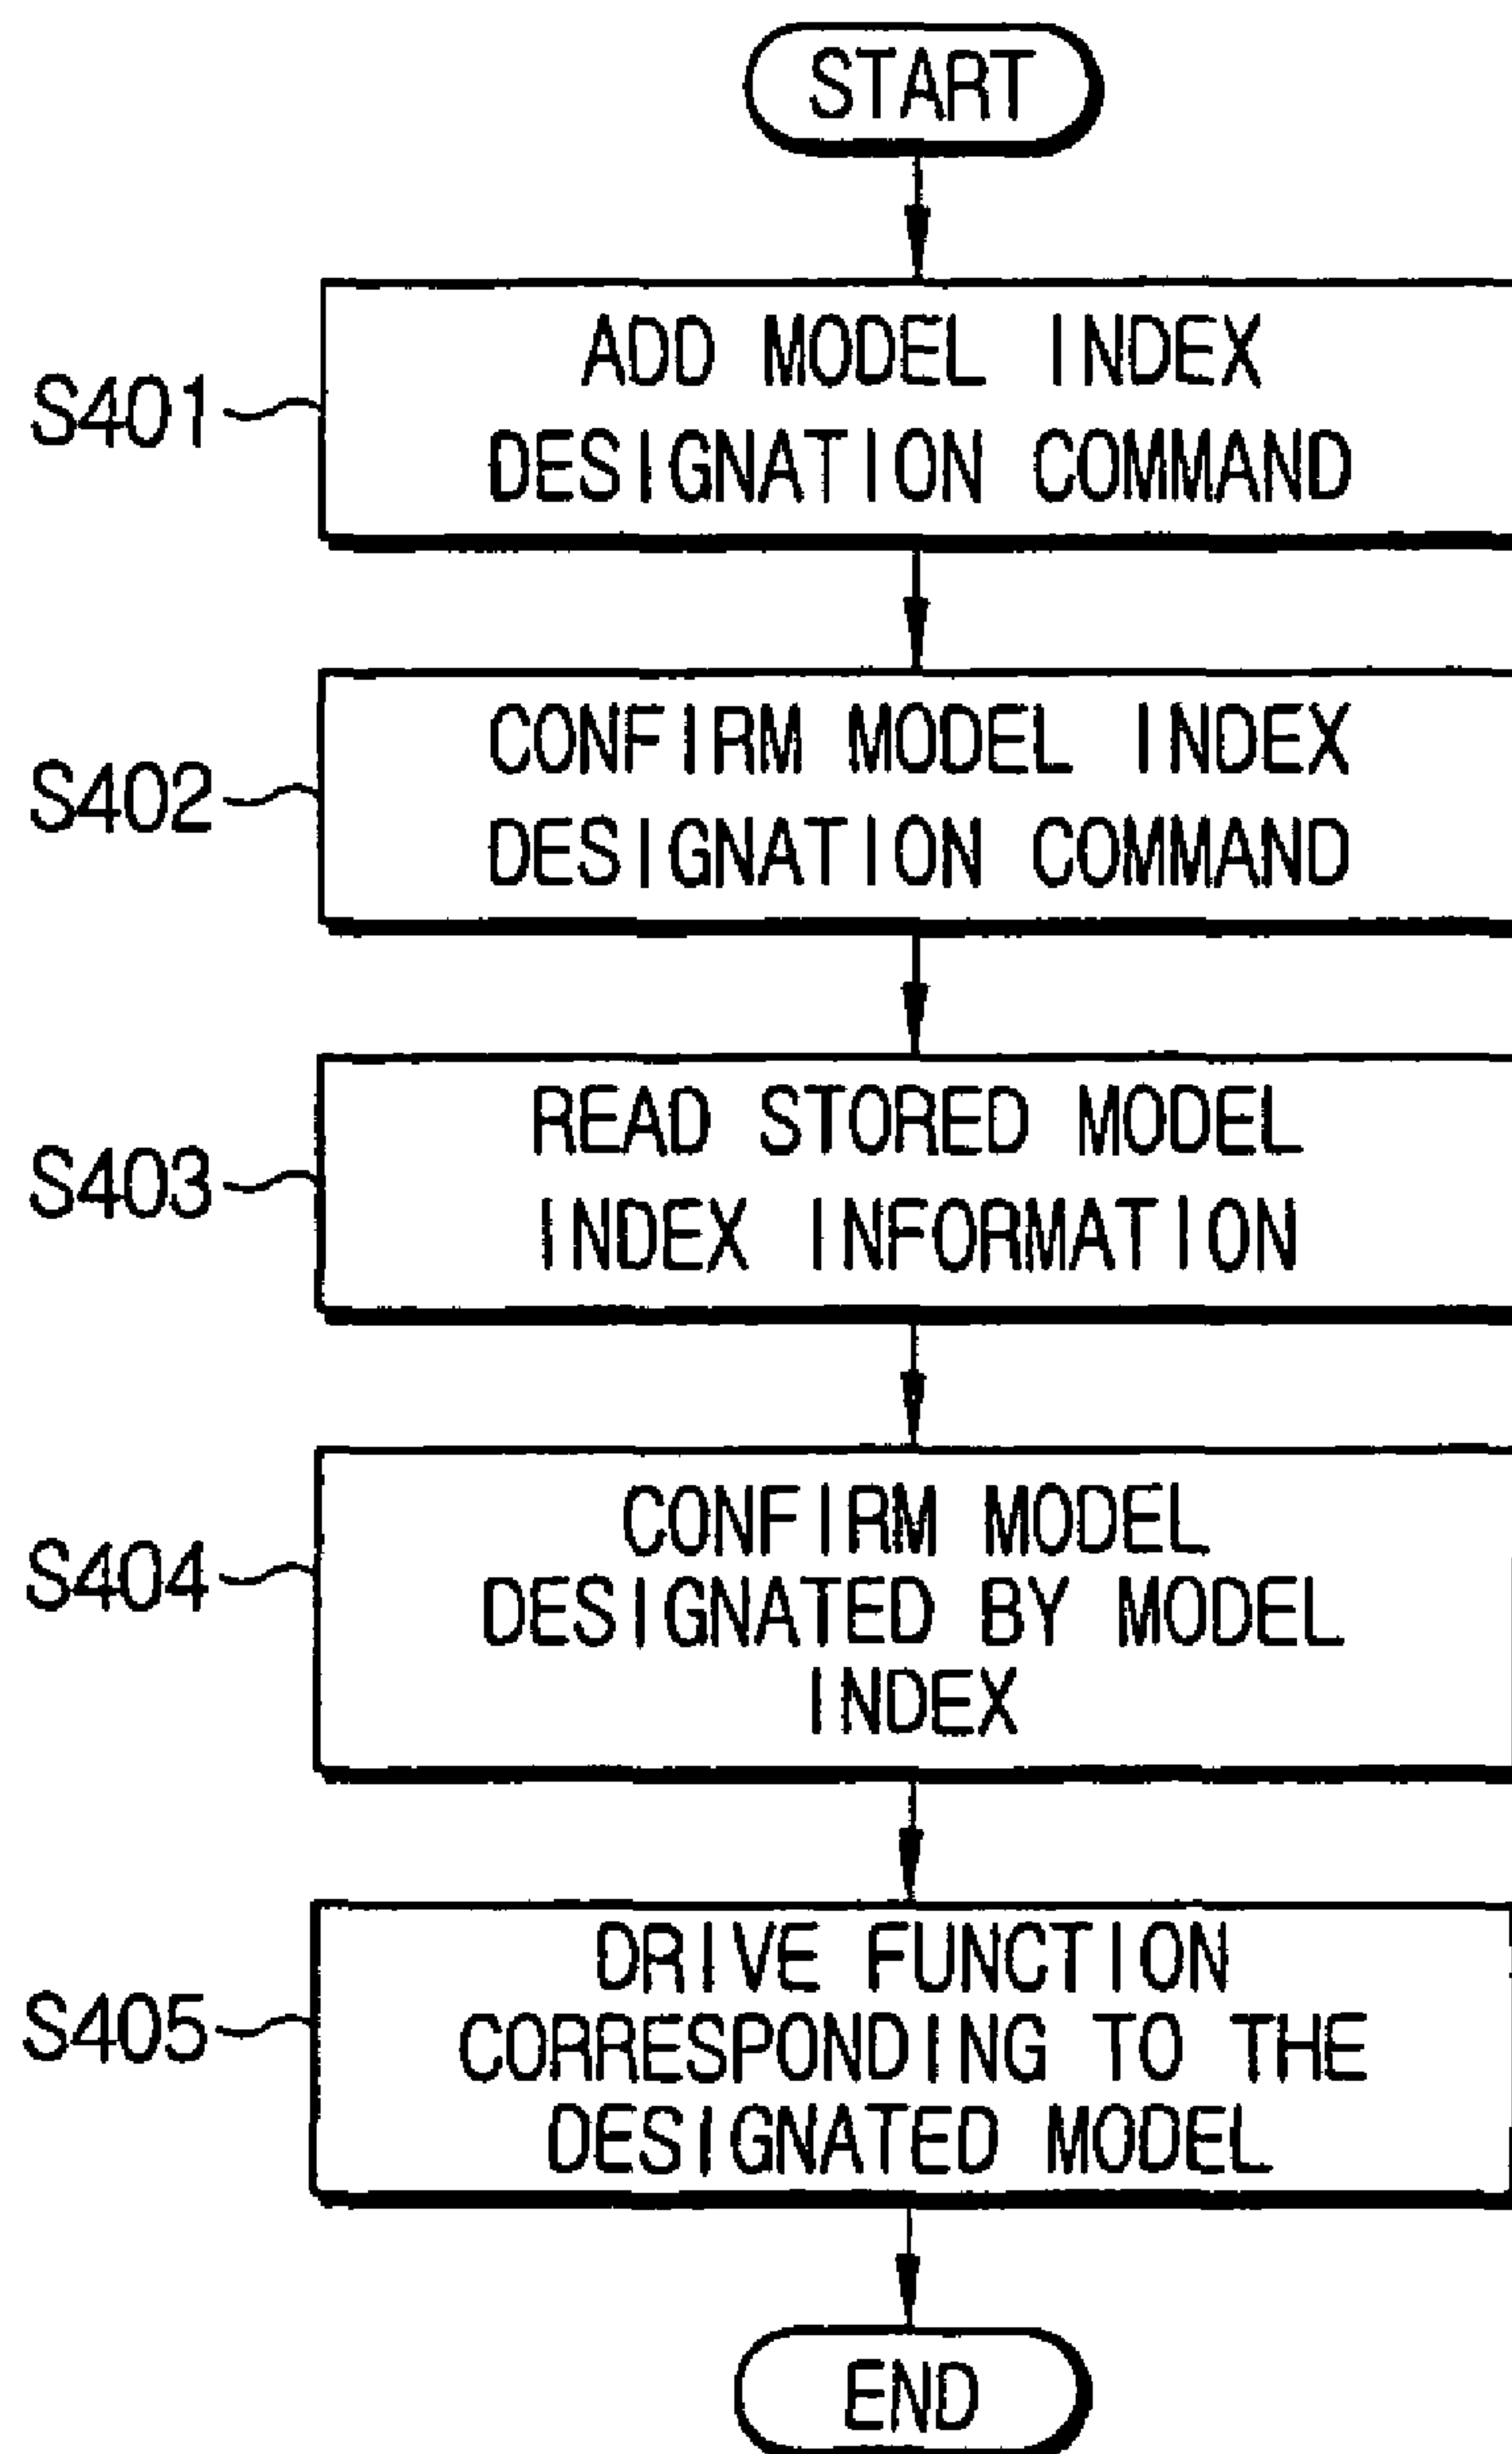 START
S401
ADD MODEL INDEX
DESIGNATION COMMAND
S402
CONFIRM MODEL INDEX
DESIGNATION COMMAND
S403
READ STORED MODEL
INDEX INFORMATION
S404
CONFIRM MODEL
DESIGNATED BY MODEL
INDEX
S405
DRIVE FUNCTION
CORRESPONDING TO THE
DESIGNATED MODEL
END